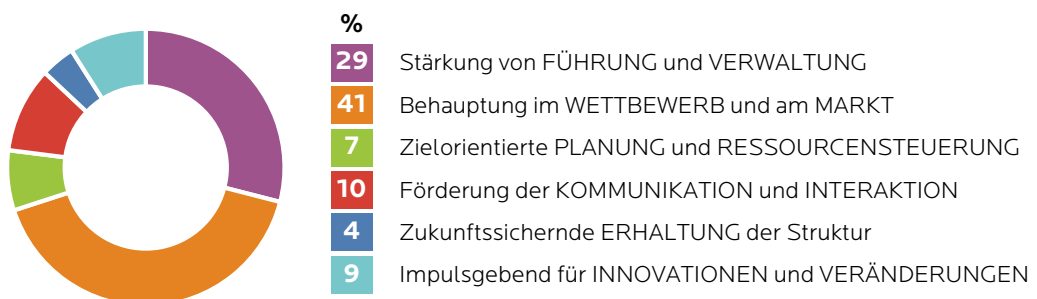 %
29 Stärkung von FÜHRUNG und VERWALTUNG
41 Behauptung im WETTBEWERB und am MARKT
7 Zielorientierte PLANUNG und RESSOURCENSTEUERUNG
10 Förderung der KOMMUNIKATION und INTERAKTION
4 Zukunftssichernde ERHALTUNG der Struktur
9 Impulsgebend für INNOVATIONEN und VERÄNDERUNGEN